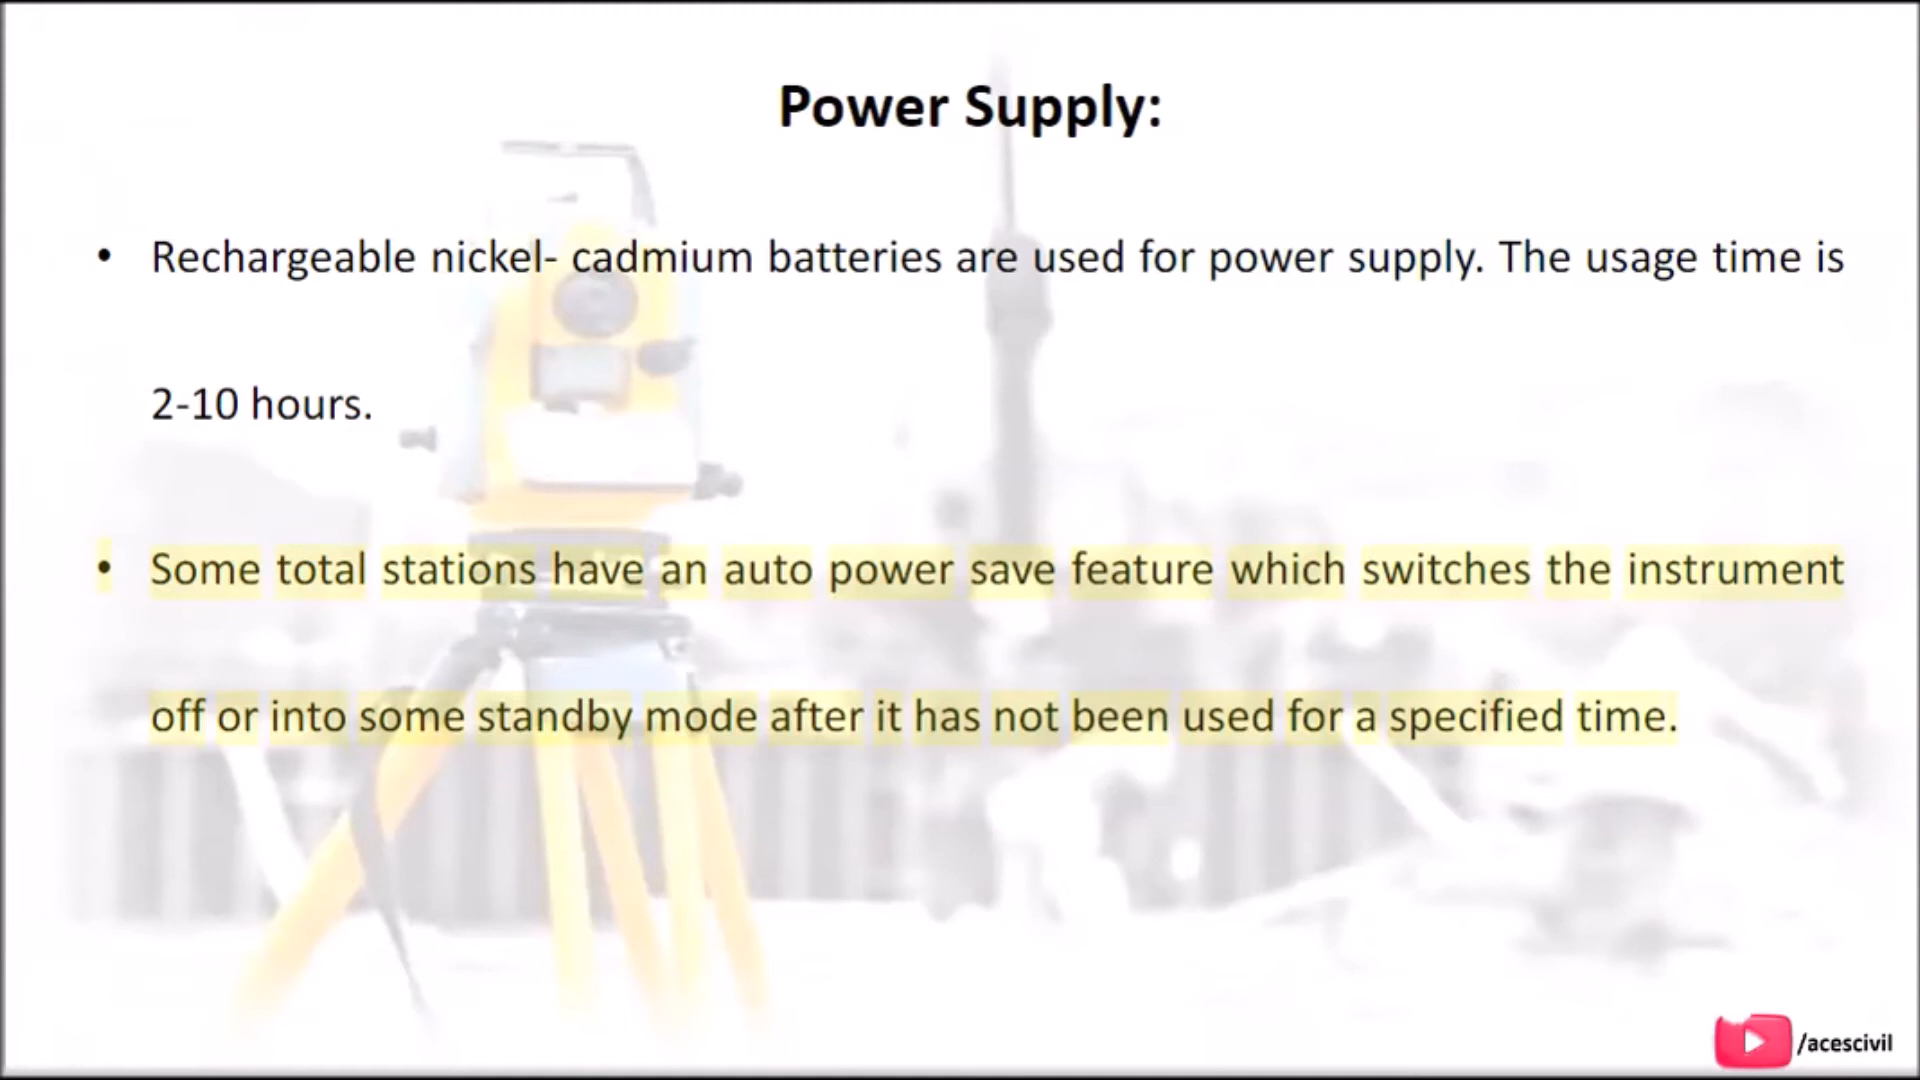 Power Supply:
• Rechargeable nickel- cadmium batteries are used for power supply. The usage time is
2-10 hours.
• Some total stations have an auto power save feature which switches the instrument
off or into some standby mode after it has not been used for a specified time.
/acescivil